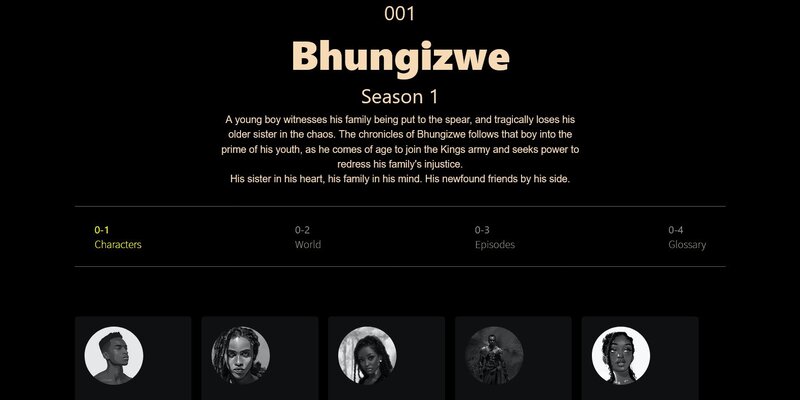 001
Bhungizwe
Season 1
A young boy witnesses his family being put to the spear, and tragically loses his
older sister in the chaos. The chronicles of Bhungizwe follows that boy into the
prime of his youth, as he comes of age to join the Kings army and seeks power to
redress his family's injustice.
His sister in his heart, his family in his mind. His newfound friends by his side.
0-1
Characters
0-2
World
0-3
Episodes
0-4
Glossary